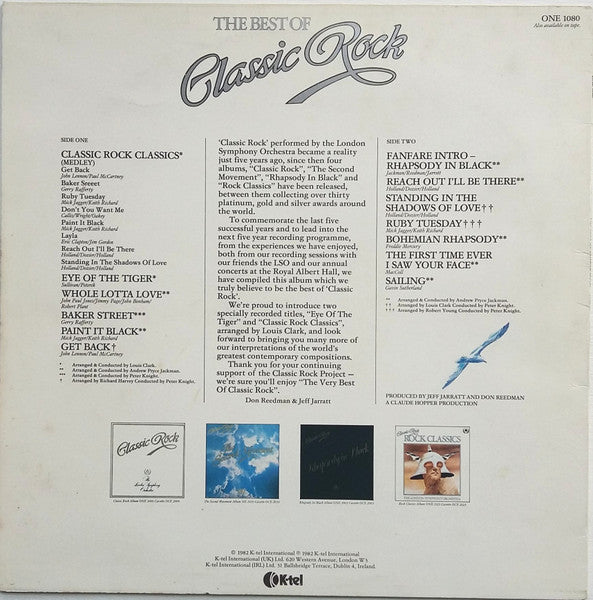 THE BEST OF
Classic Rock
ONE 1080
Also available on tape.
SIDE ONE
CLASSIC ROCK CLASSICS*
(MEDLEY)
Get Back
John Lennon/Paul McCartney
Baker Street
Gerry Rafferty
Ruby Tuesday
Mick Jagger/Keith Richard
Don't You Want Me
Callis/Wright/Oakey
Paint It Black
Mick Jagger/Keith Richard
Layla
Eric Clapton/Jim Gordon
Reach Out I'll Be There
Holland/Dozier/Holland
Standing In The Shadows Of Love
Holland/Dozier/Holland
EYE OF THE TIGER*
Sullivan/Peterik
WHOLE LOTTA LOVE**
John Paul Jones/Jimmy Page/John Bonham/
Robert Plant
BAKER STREET***
Gerry Rafferty
PAINT IT BLACK**
Mick Jagger/Keith Richard
GET BACK†
John Lennon/Paul McCartney
* Arranged & Conducted by Louis Clark.
** Arranged & Conducted by Andrew Pryce Jackman.
*** Arranged & Conducted by Peter Knight.
† Arranged by Richard Harvey Conducted by Peter Knight.
'Classic Rock' performed by the London
Symphony Orchestra became a reality
just five years ago, since then four
albums, "Classic Rock", "The Second
Movement", "Rhapsody In Black" and
"Rock Classics" have been released,
between them collecting over thirty
platinum, gold and silver awards around
the world.
To commemorate the last five
successful years and to lead into the
next five year recording programme,
from the experiences we have enjoyed,
both from our recording sessions with
our friends the LSO and our annual
concerts at the Royal Albert Hall, we
have compiled this album which we
truly believe to be the best of 'Classic
Rock'.
We're proud to introduce two
specially recorded titles, "Eye Of The
Tiger" and "Classic Rock Classics",
arranged by Louis Clark, and look
forward to bringing you many more
of our interpretations of the world's
greatest contemporary compositions.
Thank you for your continuing
support of the Classic Rock Project –
we're sure you'll enjoy "The Very Best
Of Classic Rock".
Don Reedman & Jeff Jarratt
SIDE TWO
FANFARE INTRO –
RHAPSODY IN BLACK**
Jackman/Reedman/Jarratt
REACH OUT I'LL BE THERE**
Holland/Dozier/Holland
STANDING IN THE
SHADOWS OF LOVE††
Holland/Dozier/Holland
RUBY TUESDAY†††
Mick Jagger/Keith Richard
BOHEMIAN RHAPSODY**
Freddie Mercury
THE FIRST TIME EVER
I SAW YOUR FACE**
MacColl
SAILING**
Gavin Sutherland
** Arranged & Conducted by Andrew Pryce Jackman.
†† Arranged by Louis Clark Conducted by Peter Knight.
††† Arranged by Robert Young Conducted by Peter Knight.
PRODUCED BY JEFF JARRATT AND DON REEDMAN
A CLAUDE HOPPER PRODUCTION
Classic Rock
The
London Symphony
Orchestra
Rhapsody in Black
Classic Rock
ROCK CLASSICS
THE LONDON SYMPHONY ORCHESTRA
© 1982 K-tel International ℗ 1982 K-tel International
K-tel International (UK) Ltd. 620 Western Avenue, London W3
K-tel International (IRL) Ltd. 31 Ballsbridge Terrace, Dublin 4, Ireland.
K-tel